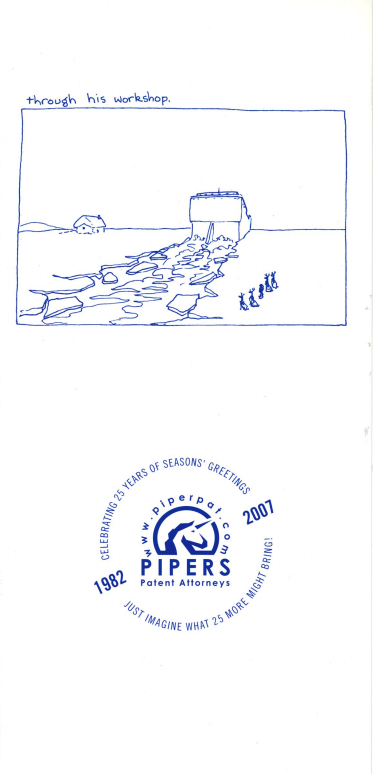 through his workshop.
CELEBRATING 25 YEARS OF SEASONS' GREETINGS
www.piperpat.com
1982
2007
PIPERS
Patent Attorneys
JUST IMAGINE WHAT 25 MORE MIGHT BRING!